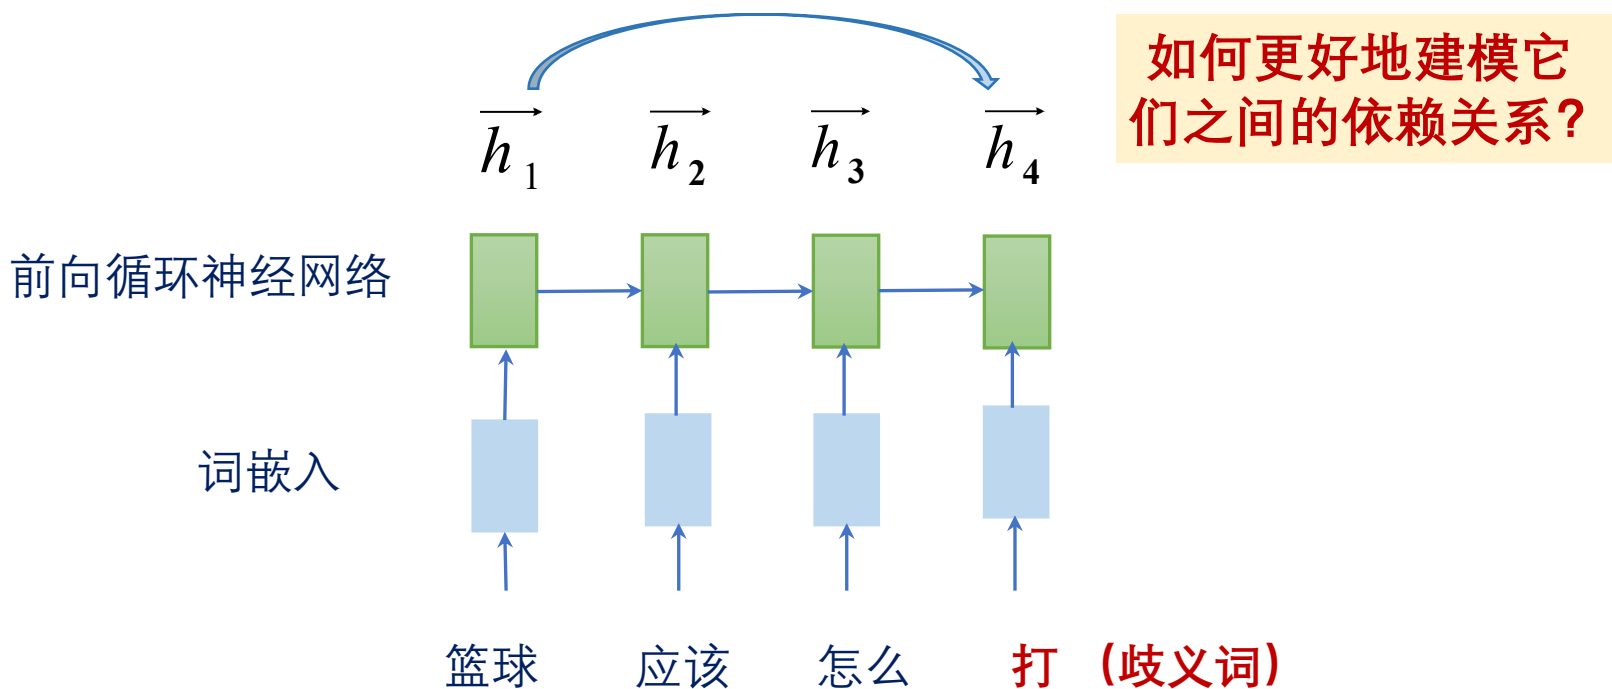 如何更好地建模它
们之间的依赖关系?
h1 h2 h3 h4
前向循环神经网络
词嵌入
篮球 应该 怎么 打 (歧义词)